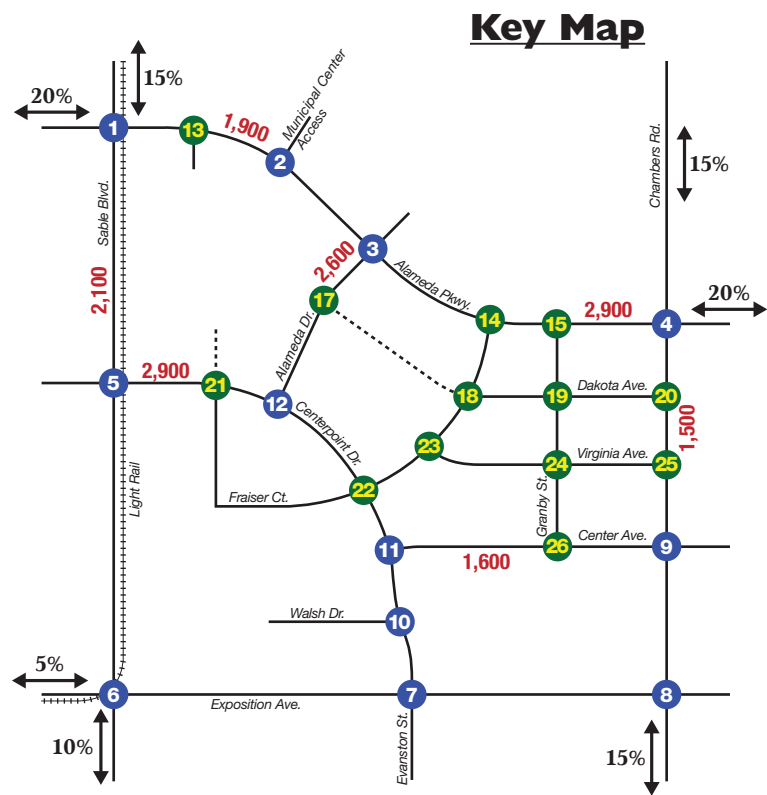 Key Map
15%
20%
1
13
1,900
Municipal Center
Access
2
Sable Blvd.
Chambers Rd.
15%
3
2,600
2,100
17
Alameda Pkwy.
14
15
2,900
4
20%
Alameda Dr.
5
2,900
21
12
Centerpoint Dr.
18
19
Dakota Ave.
20
1,500
23
24
Virginia Ave.
25
Light Rail
Fraiser Ct.
22
Granby St.
11
1,600
26
Center Ave.
9
Walsh Dr.
10
5%
6
Exposition Ave.
7
8
10%
Evanston St.
15%